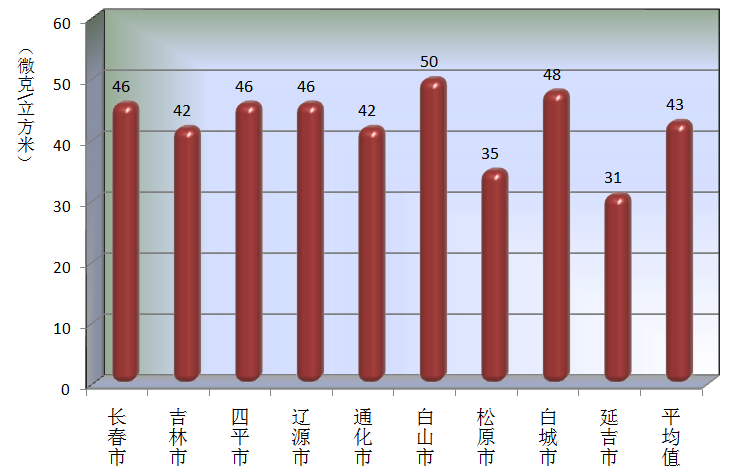 （微克\立方米）
60
50
40
30
20
10
0
46
42
46
46
42
50
35
48
31
43
长春市
吉林市
四平市
辽源市
通化市
白山市
松原市
白城市
延吉市
平均值